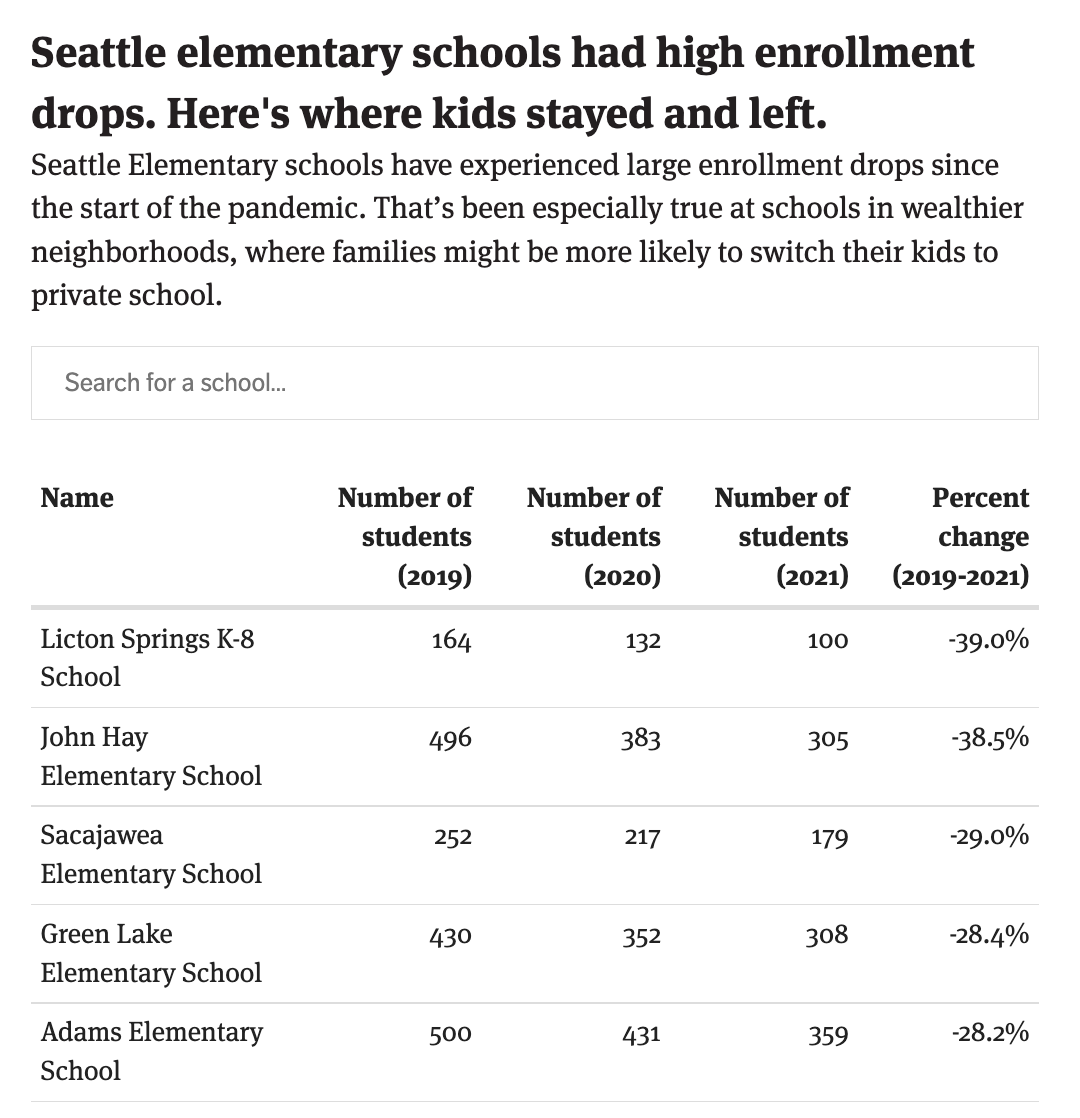 Seattle elementary schools had high enrollment
drops. Here's where kids stayed and left.
Seattle Elementary schools have experienced large enrollment drops since
the start of the pandemic. That’s been especially true at schools in wealthier
neighborhoods, where families might be more likely to switch their kids to
private school.
Search for a school...
Name Number of students (2019) Number of students (2020) Number of students (2021) Percent change (2019-2021)
Licton Springs K-8 164 132 100 -39.0%
School
John Hay 496 383 305 -38.5%
Elementary School
Sacajawea 252 217 179 -29.0%
Elementary School
Green Lake 430 352 308 -28.4%
Elementary School
Adams Elementary 500 431 359 -28.2%
School